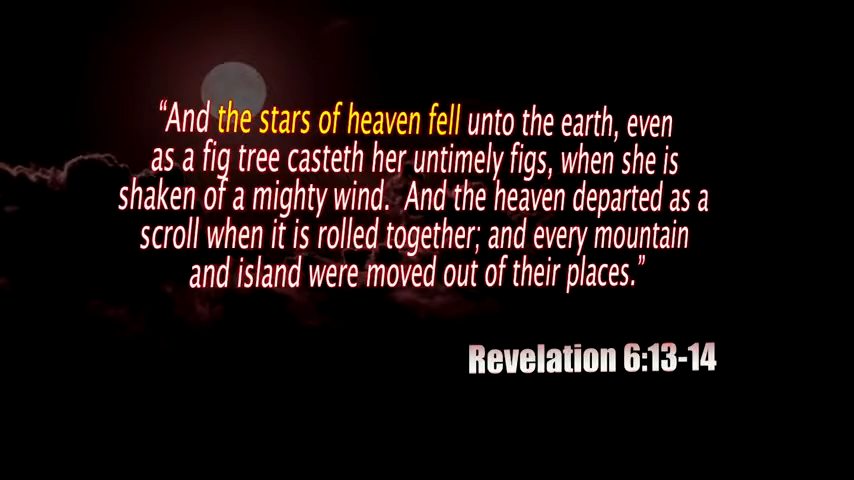 “And the stars of heaven fell unto the earth, even
as a fig tree casteth her untimely figs, when she is
shaken of a mighty wind.  And the heaven departed as a
scroll when it is rolled together; and every mountain
and island were moved out of their places.”
Revelation 6:13-14